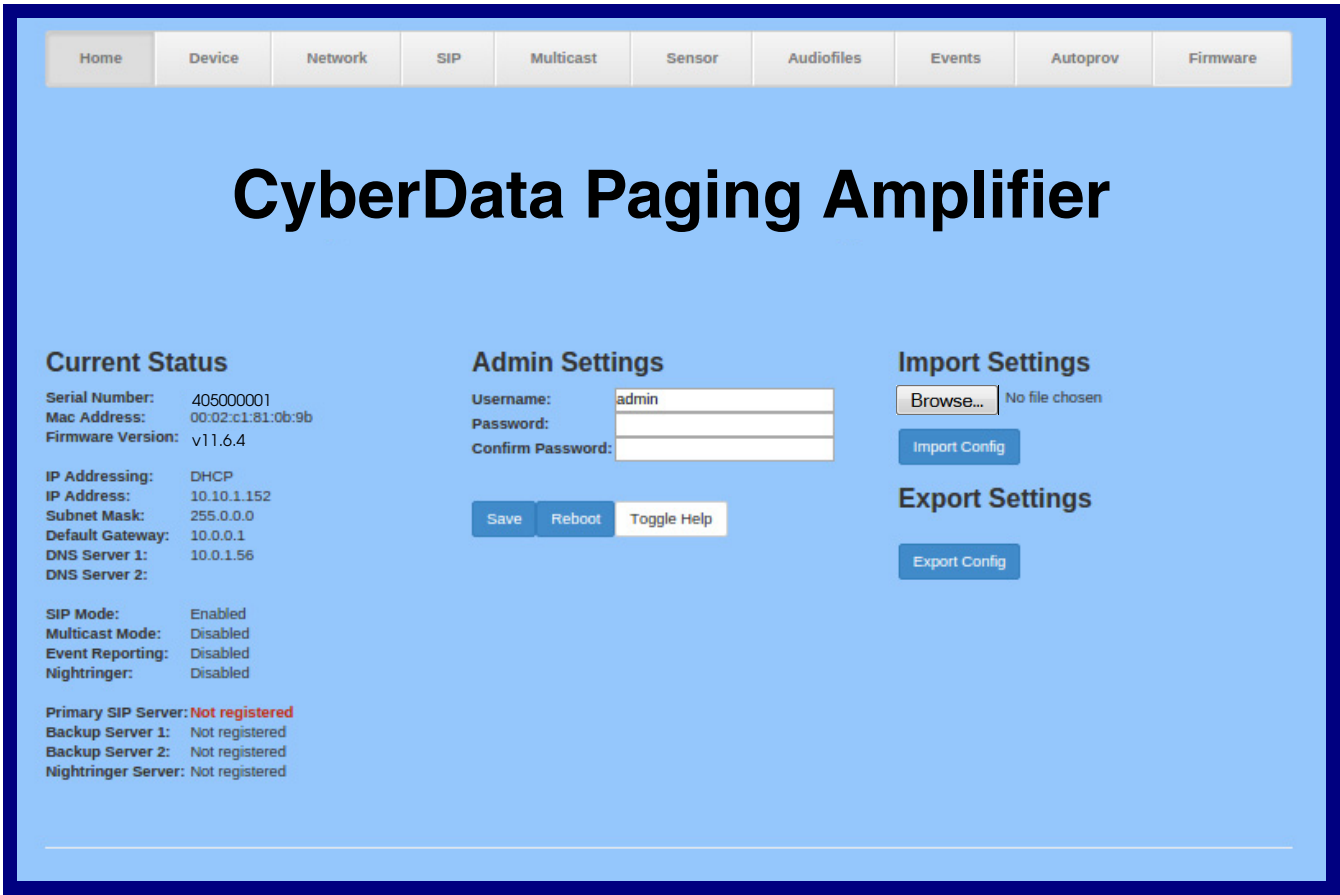 Home Device Network SIP Multicast Sensor Audiofiles Events Autoprov Firmware
CyberData Paging Amplifier
Current Status
Serial Number: 405000001
Mac Address: 00:02:c1:81:0b:9b
Firmware Version: v11.6.4
IP Addressing: DHCP
IP Address: 10.10.1.152
Subnet Mask: 255.0.0.0
Default Gateway: 10.0.0.1
DNS Server 1: 10.0.1.56
DNS Server 2:
SIP Mode: Enabled
Multicast Mode: Disabled
Event Reporting: Disabled
Nightringer: Disabled
Primary SIP Server: Not registered
Backup Server 1: Not registered
Backup Server 2: Not registered
Nightringer Server: Not registered
Admin Settings
Username: admin
Password:
Confirm Password:
Save Reboot Toggle Help
Import Settings
Browse... No file chosen
Import Config
Export Settings
Export Config